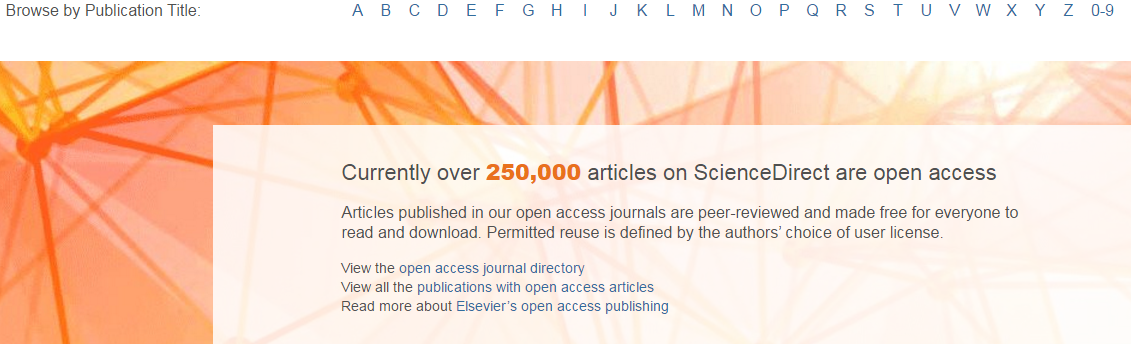 Browse by Publication Title: A B C D E F G H I J K L M N O P Q R S T U V W X Y Z 0-9
Currently over 250,000 articles on ScienceDirect are open access
Articles published in our open access journals are peer-reviewed and made free for everyone to
read and download. Permitted reuse is defined by the authors’ choice of user license.
View the open access journal directory
View all the publications with open access articles
Read more about Elsevier’s open access publishing